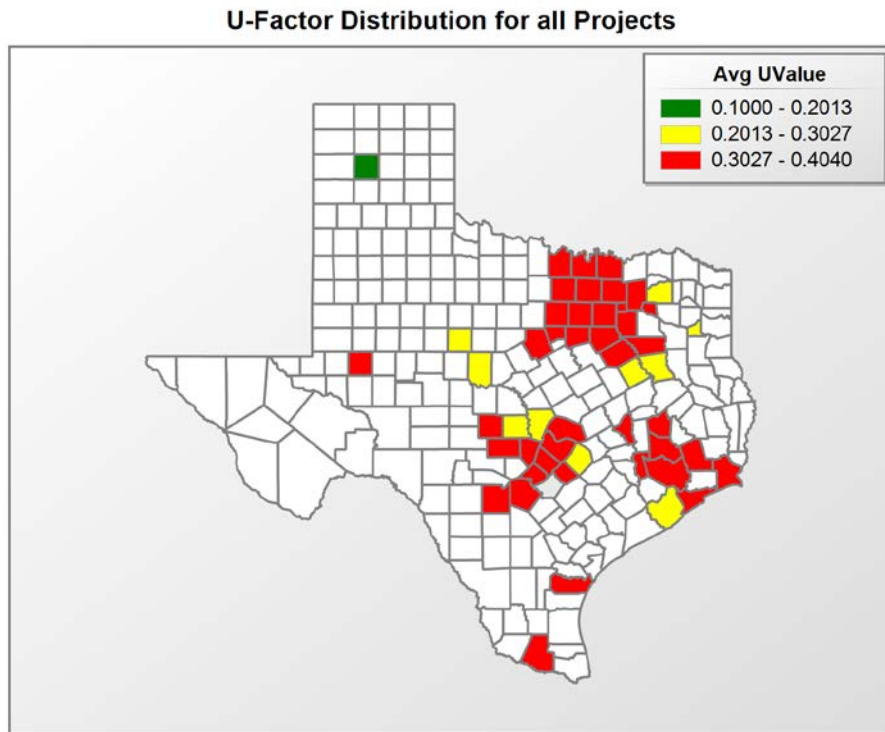 U-Factor Distribution for all Projects
Avg UValue
0.1000 - 0.2013
0.2013 - 0.3027
0.3027 - 0.4040